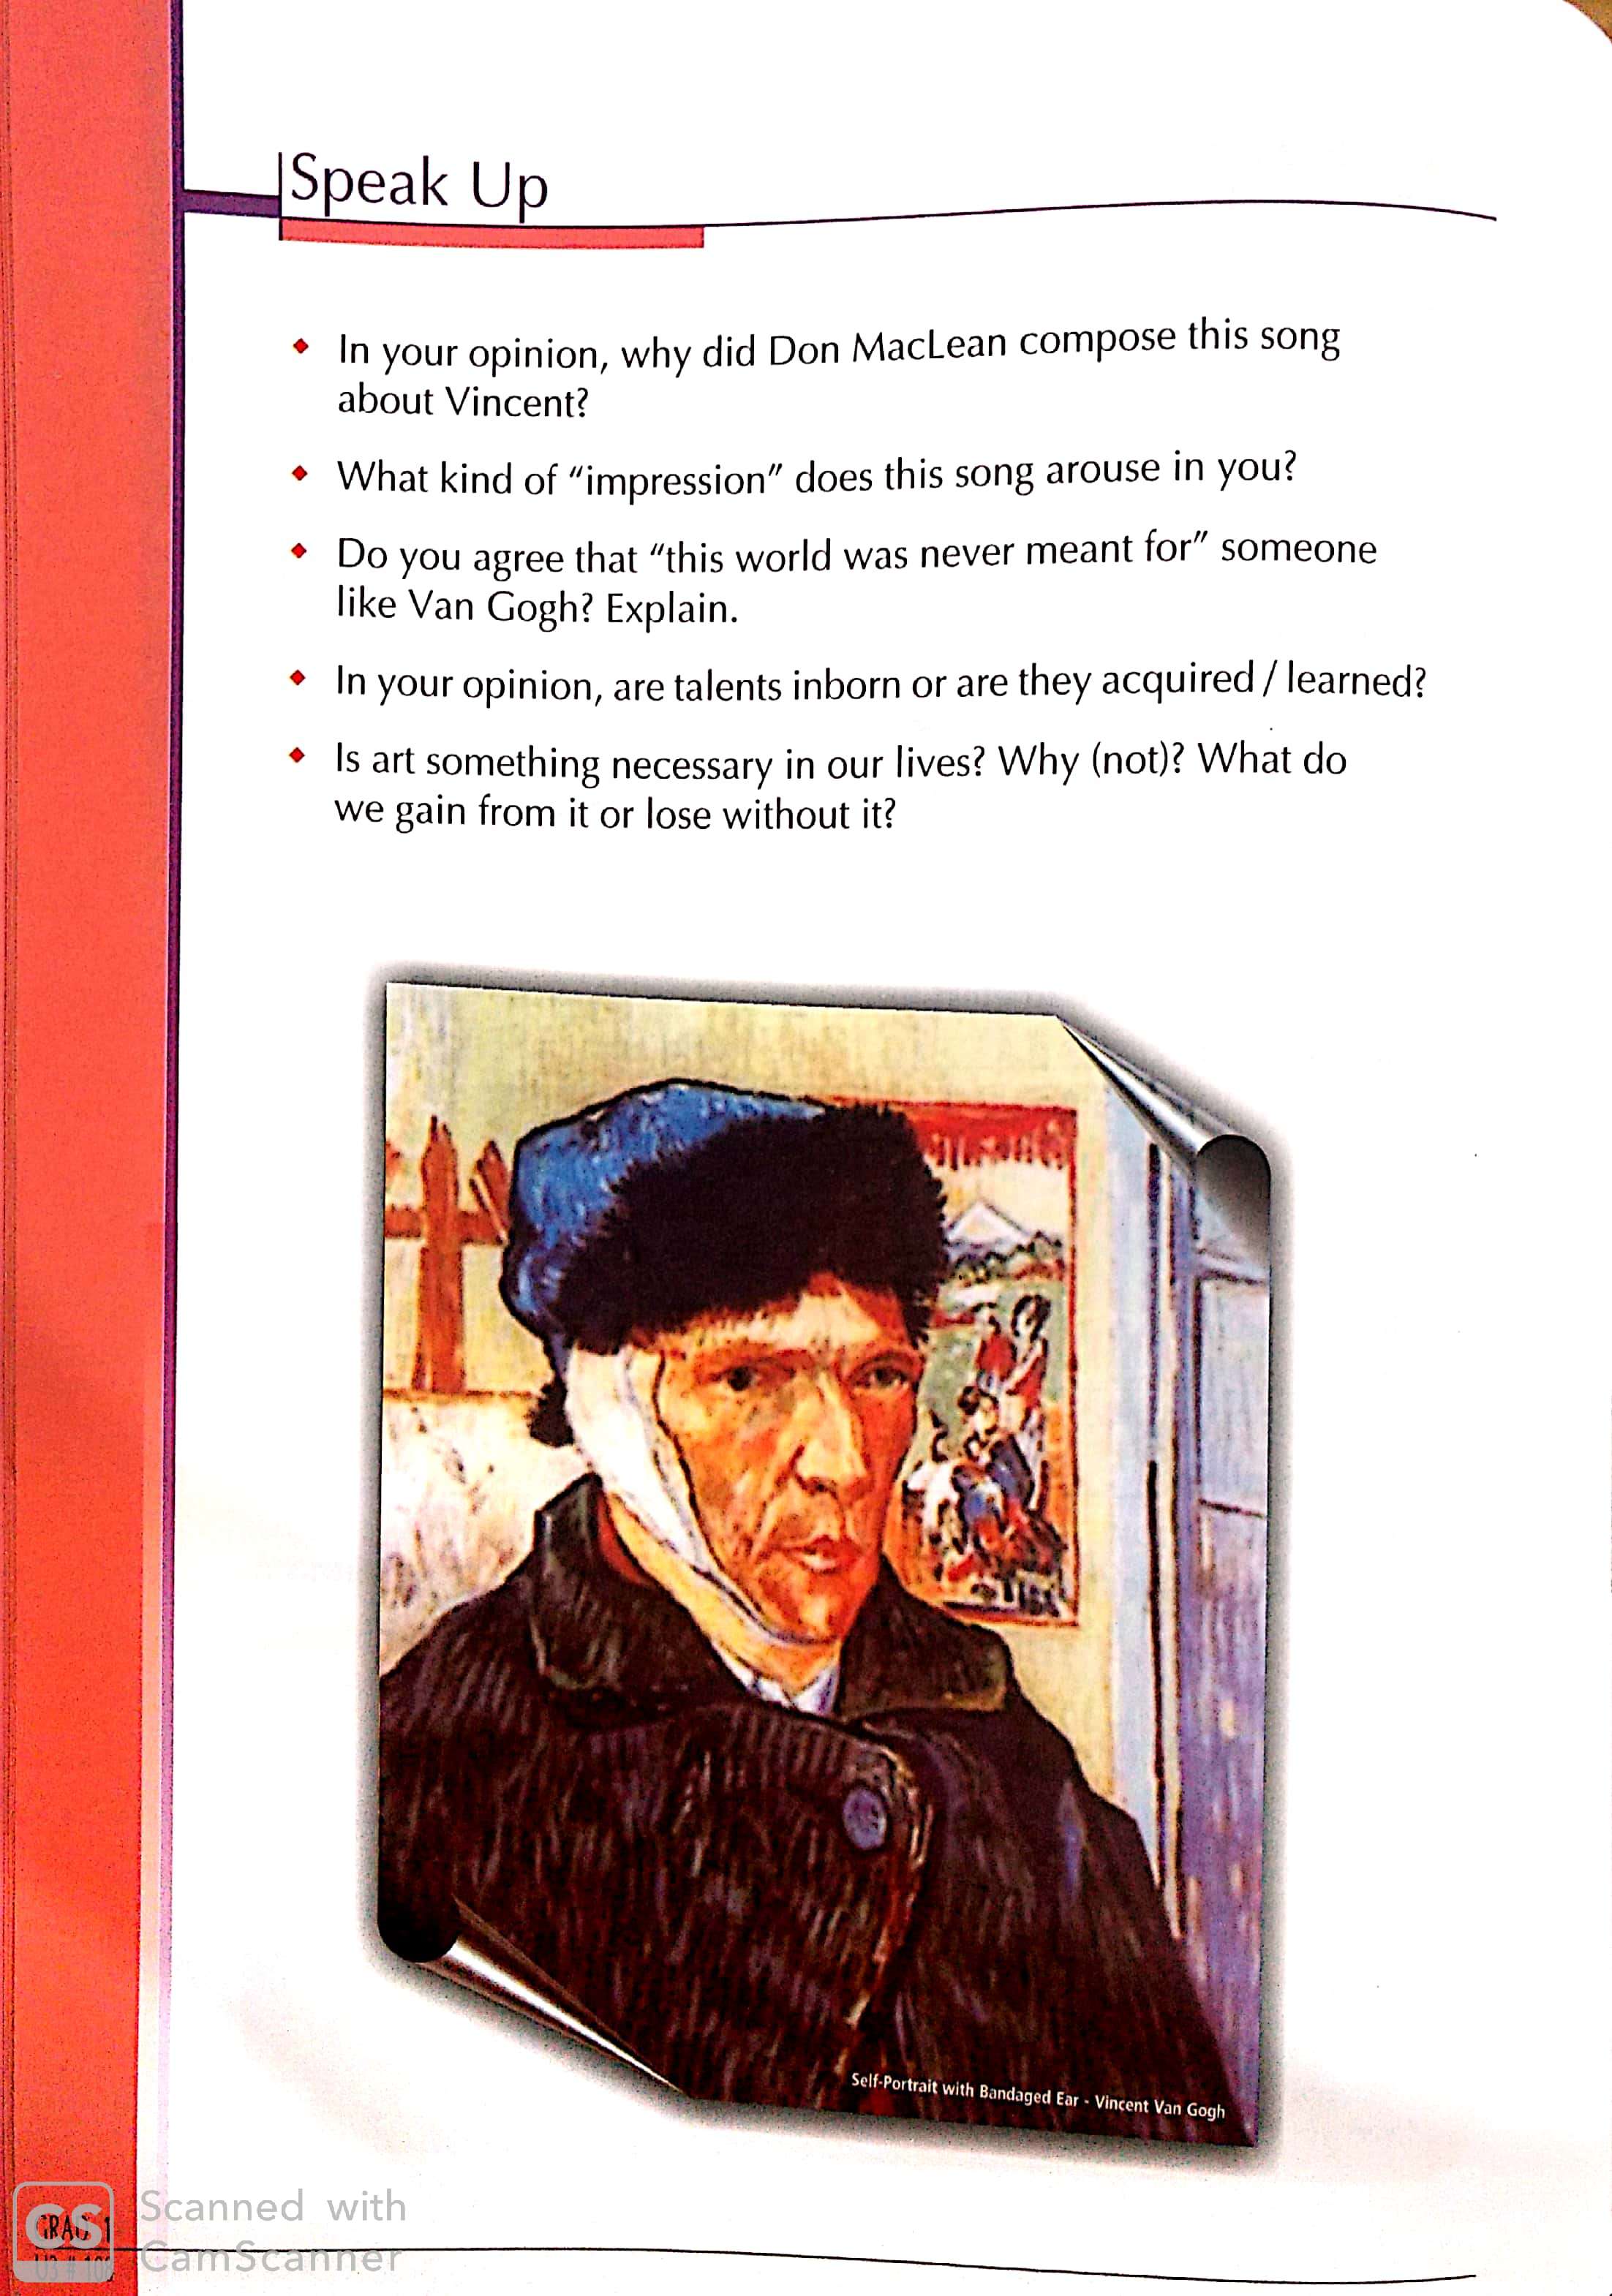 Speak Up
In your opinion, why did Don MacLean compose this song
about Vincent?
What kind of “impression” does this song arouse in you?
Do you agree that “this world was never meant for” someone
like Van Gogh? Explain.
In your opinion, are talents inborn or are they acquired / learned?
Is art something necessary in our lives? Why (not)? What do
we gain from it or lose without it?
Self-Portrait with Bandaged Ear - Vincent Van Gogh
CS
Scanned with
CamScanner